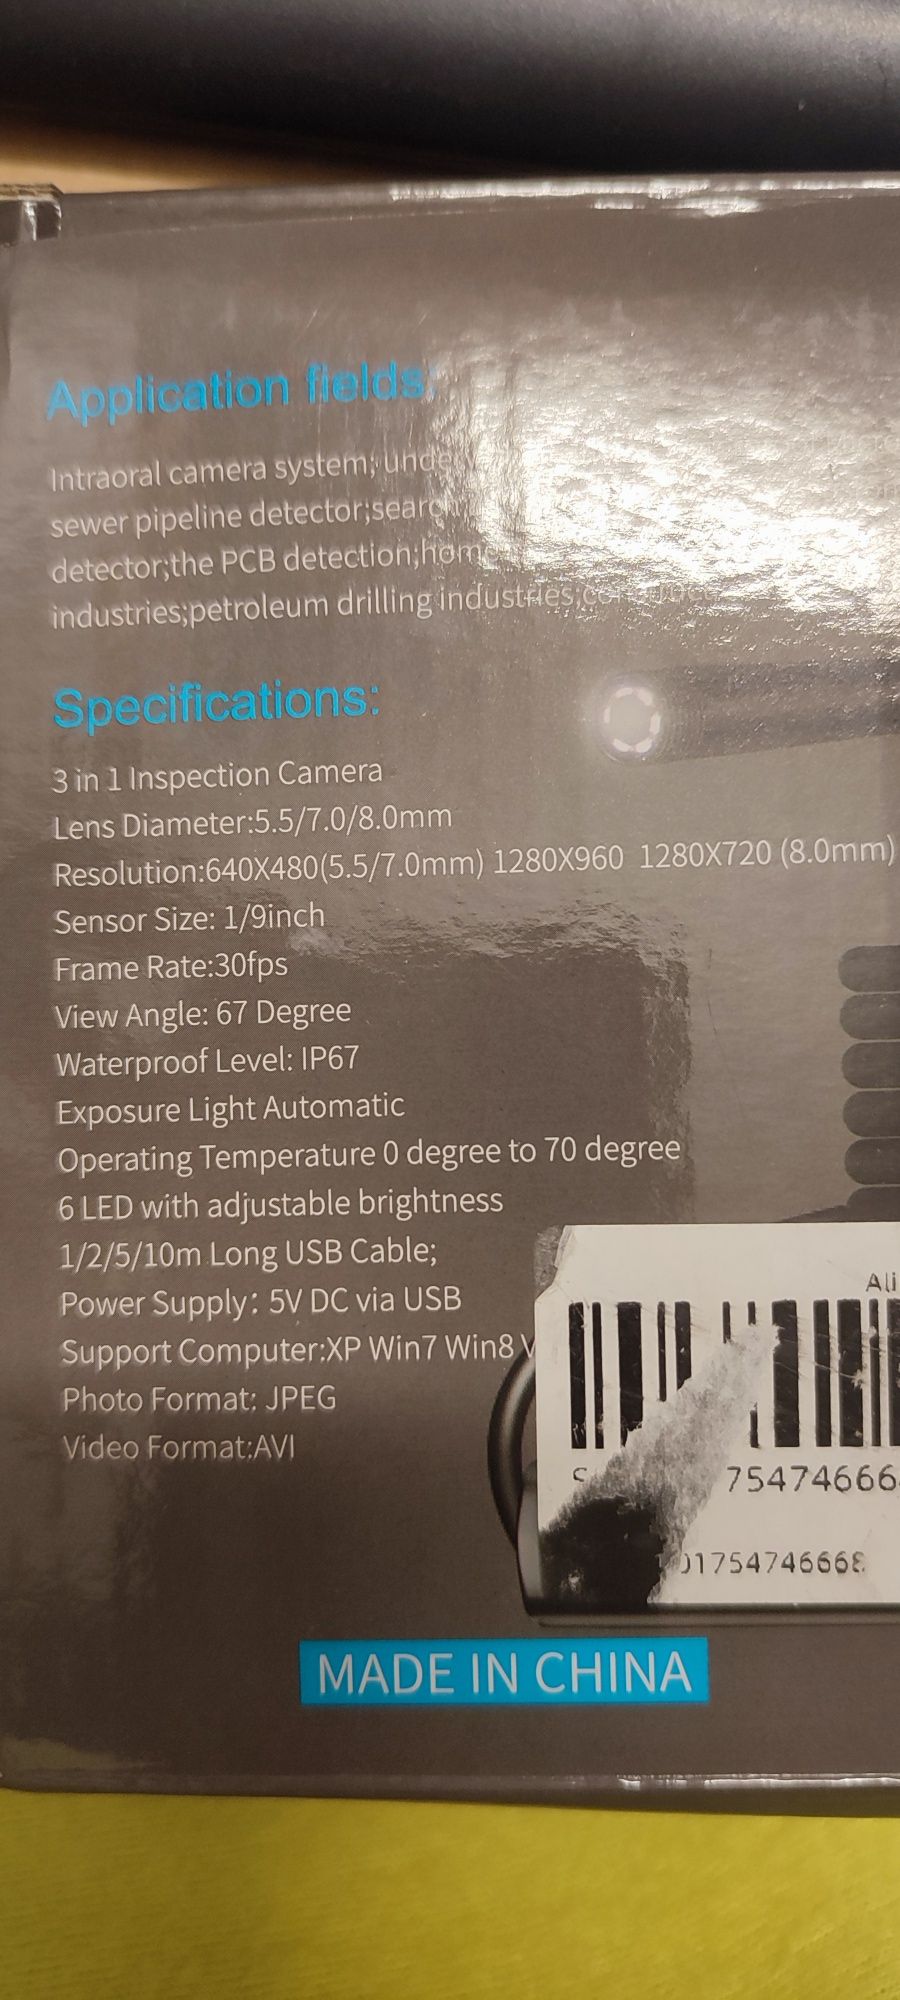 Application fields:
Intraoral camera system;
sewer pipeline detector;
detector;the PCB detection;
industries;petroleum drilling industries;
Specifications:
3 in 1 Inspection Camera
Lens Diameter:5.5/7.0/8.0mm
Resolution:640X480(5.5/7.0mm) 1280X960 1280X720 (8.0mm)
Sensor Size: 1/9inch
Frame Rate:30fps
View Angle: 67 Degree
Waterproof Level: IP67
Exposure Light Automatic
Operating Temperature 0 degree to 70 degree
6 LED with adjustable brightness
1/2/5/10m Long USB Cable;
Power Supply: 5V DC via USB
Support Computer:XP Win7 Win8
Photo Format: JPEG
Video Format:AVI
Ali
75474666
01754746668
MADE IN CHINA